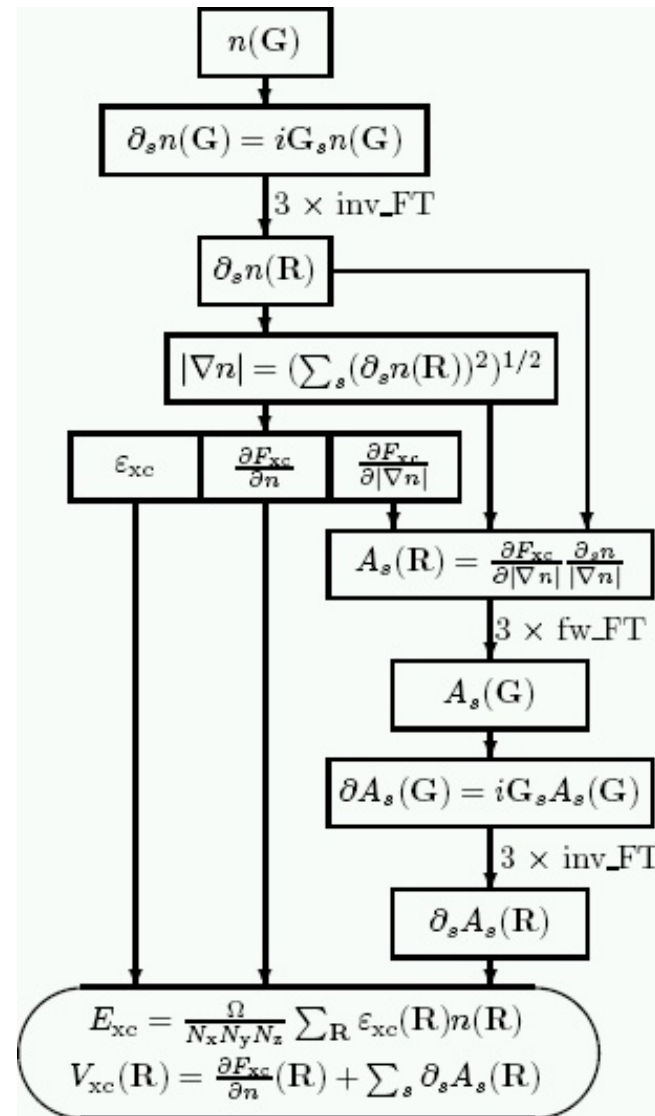 n(G)
∂ₛn(G) = iGₛn(G)
3 × inv_FT
∂ₛn(R)
|∇n| = (∑ₛ(∂ₛn(R))²)^{1/2}
ε_xc
∂F_xc/∂n
∂F_xc/∂|∇n|
Aₛ(R) = ∂F_xc/∂|∇n| ∂ₛn/|∇n|
3 × fw_FT
Aₛ(G)
∂Aₛ(G) = iGₛAₛ(G)
3 × inv_FT
∂ₛAₛ(R)
E_xc = Ω/(N_xN_yN_z) ∑_R ε_xc(R)n(R)
V_xc(R) = ∂F_xc/∂n(R) + ∑ₛ ∂ₛAₛ(R)